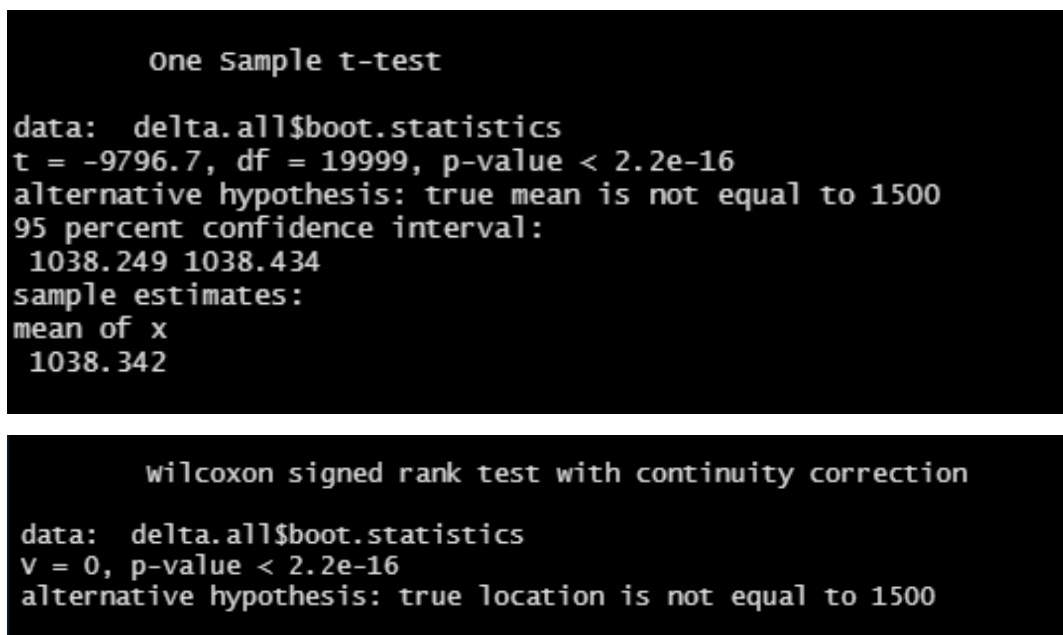 One Sample t-test
data:  delta.all$boot.statistics
t = -9796.7, df = 19999, p-value < 2.2e-16
alternative hypothesis: true mean is not equal to 1500
95 percent confidence interval:
 1038.249 1038.434
sample estimates:
mean of x
 1038.342
Wilcoxon signed rank test with continuity correction
data:  delta.all$boot.statistics
V = 0, p-value < 2.2e-16
alternative hypothesis: true location is not equal to 1500